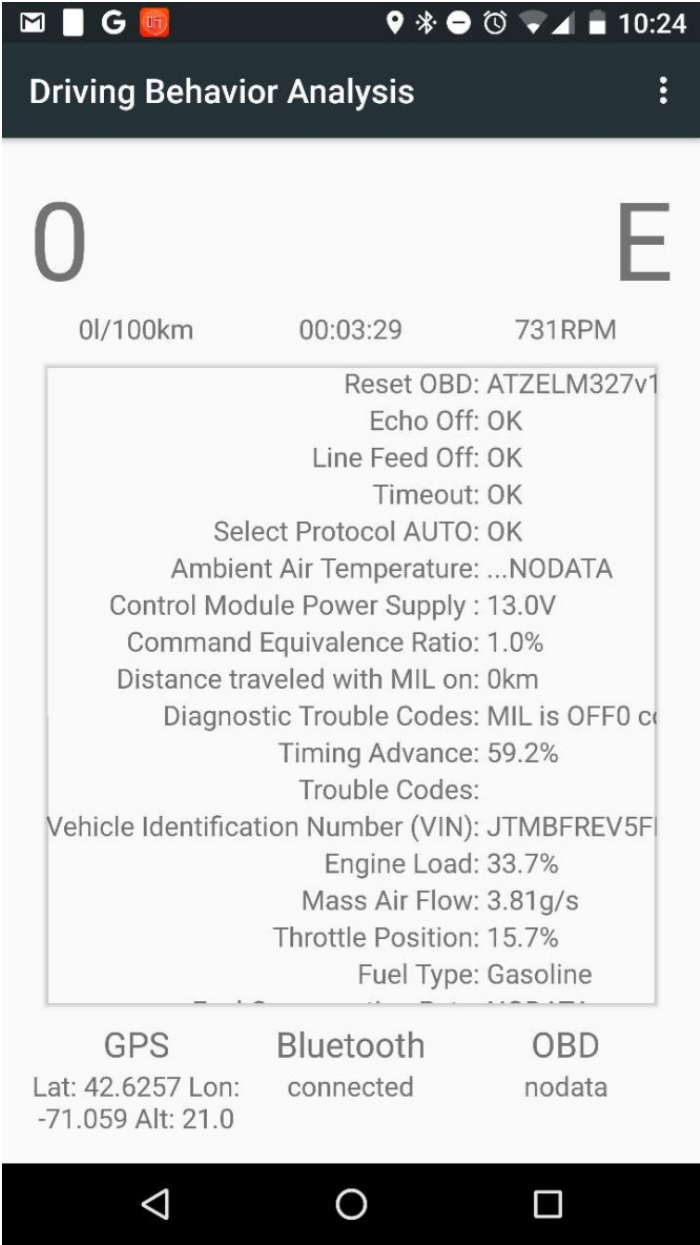 10:24
Driving Behavior Analysis
0 E
0l/100km 00:03:29 731RPM
Reset OBD: ATZELM327v1
Echo Off: OK
Line Feed Off: OK
Timeout: OK
Select Protocol AUTO: OK
Ambient Air Temperature: ...NODATA
Control Module Power Supply : 13.0V
Command Equivalence Ratio: 1.0%
Distance traveled with MIL on: 0km
Diagnostic Trouble Codes: MIL is OFF0
Timing Advance: 59.2%
Trouble Codes:
Vehicle Identification Number (VIN): JTMBFREV5F
Engine Load: 33.7%
Mass Air Flow: 3.81g/s
Throttle Position: 15.7%
Fuel Type: Gasoline
GPS Bluetooth OBD
Lat: 42.6257 Lon: connected nodata
-71.059 Alt: 21.0